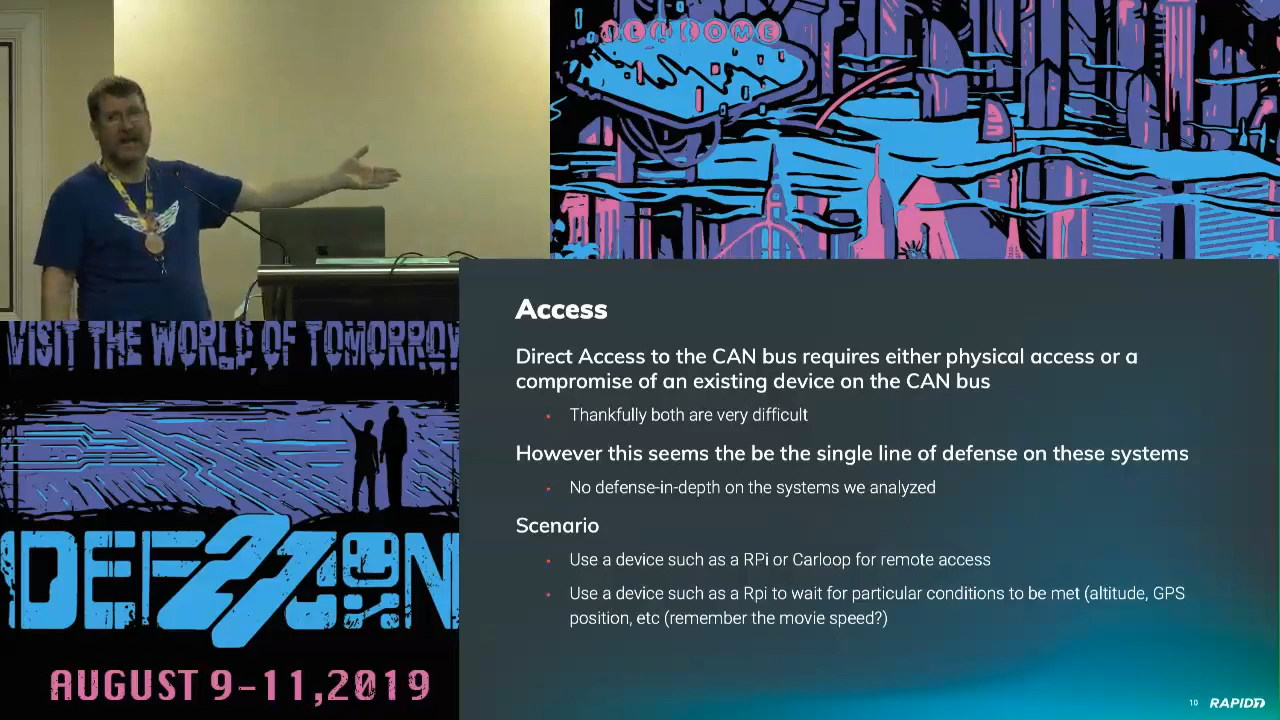 WELCOME
Access
Direct Access to the CAN bus requires either physical access or a
compromise of an existing device on the CAN bus
Thankfully both are very difficult
However this seems the be the single line of defense on these systems
No defense-in-depth on the systems we analyzed
Scenario
Use a device such as a RPi or Carloop for remote access
Use a device such as a Rpi to wait for particular conditions to be met (altitude, GPS
position, etc (remember the movie speed?)
10 RAPID7
VISIT THE WORLD OF TOMORROW
DEF 27 CON
AUGUST 9-11,2019